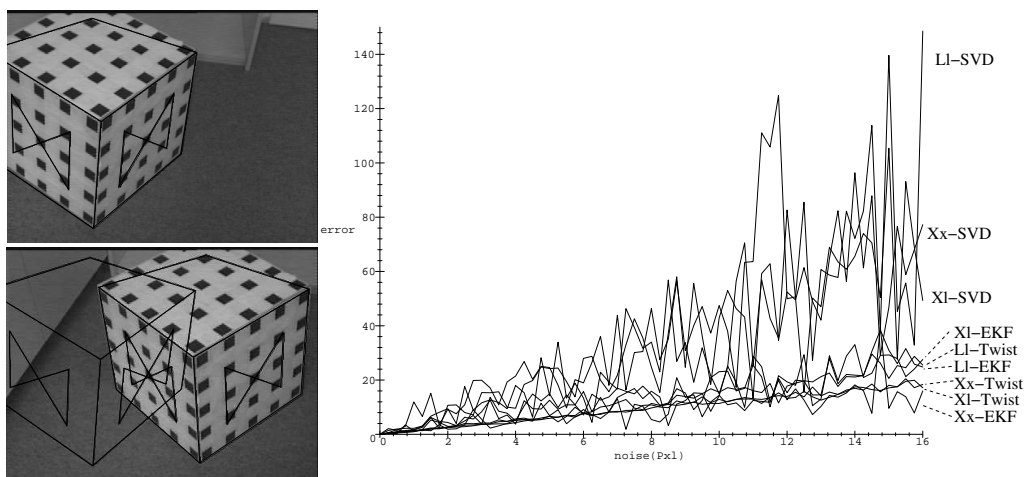 140
120
100
80
60
40
20
0
error
0 2 4 6 8 10 12 14 16
noise(Pxl)
Ll–SVD
Xx–SVD
Xl–SVD
Xl–EKF
Ll–Twist
Ll–EKF
Xx–Twist
Xl–Twist
Xx–EKF